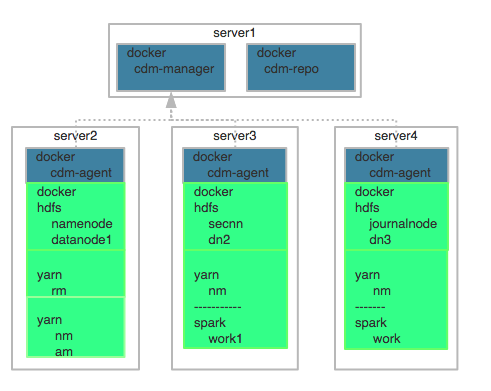 server1
docker
cdm-manager
docker
cdm-repo
server2
docker
cdm-agent
docker
hdfs
namenode
datanode1
yarn
rm
yarn
nm
am
server3
docker
cdm-agent
docker
hdfs
secnn
dn2
yarn
nm
-----------
spark
work1
server4
docker
cdm-agent
docker
hdfs
journalnode
dn3
yarn
nm
-------
spark
work